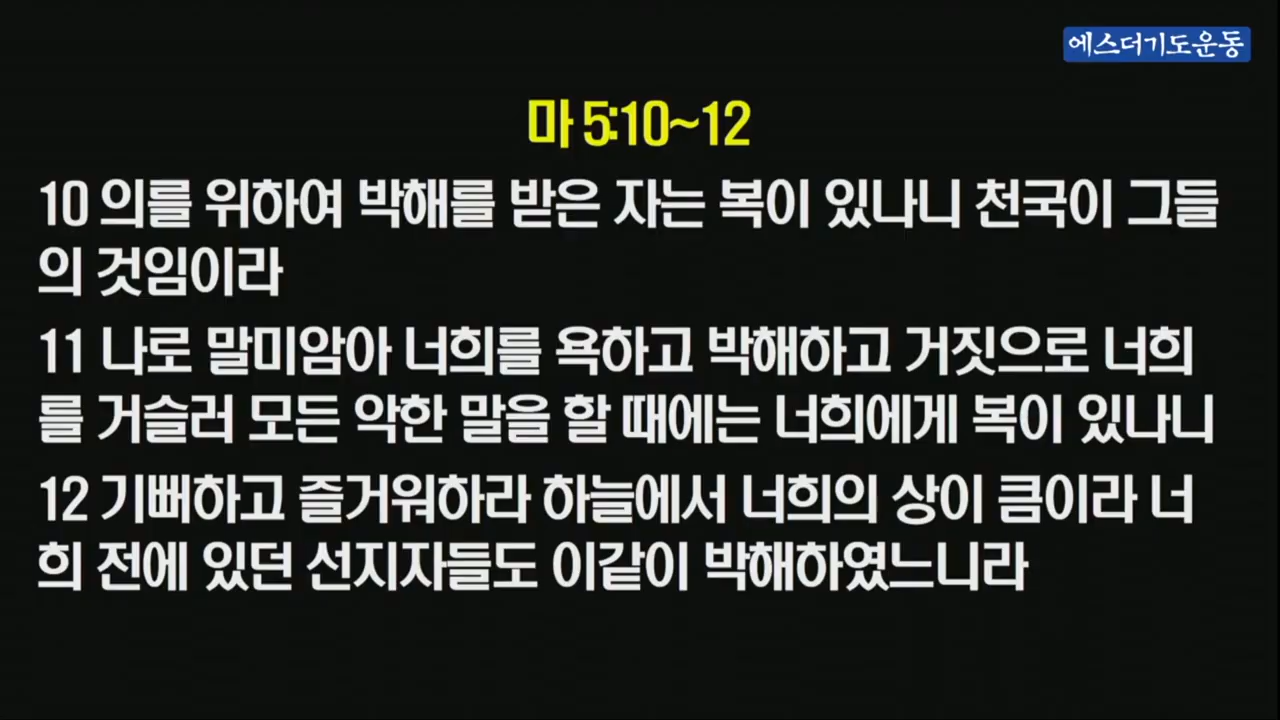 에스더기도운동
마 5:10~12
10 의를 위하여 박해를 받은 자는 복이 있나니 천국이 그들
의 것임이라
11 나로 말미암아 너희를 욕하고 박해하고 거짓으로 너희
를 거슬러 모든 악한 말을 할 때에는 너희에게 복이 있나니
12 기뻐하고 즐거워하라 하늘에서 너희의 상이 큼이라 너
희 전에 있던 선지자들도 이같이 박해하였느니라